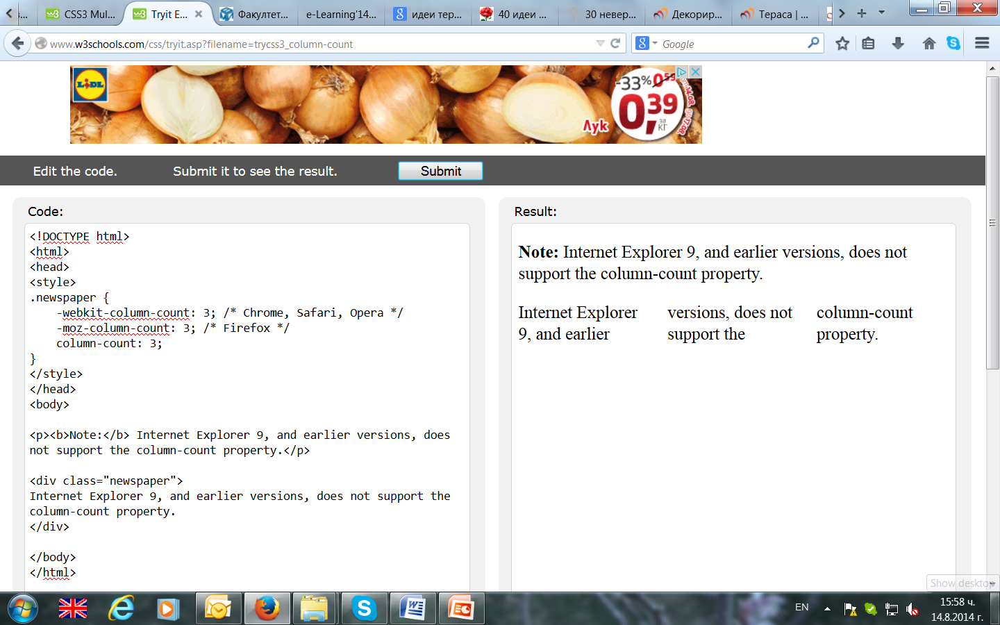 CSS3 Mul...
Tryit E...
Факултет...
e-Learning'14...
идеи тер...
40 идеи ...
30 невер...
Декорир...
Тераса | ...
www.w3schools.com/css/tryit.asp?filename=trycss3_column-count
Google
LIDL
-33%
0,59
0,39
за
КГ
Лук
Edit the code.
Submit it to see the result.
Submit
Code:
<!DOCTYPE html>
<html>
<head>
<style>
.newspaper {
    -webkit-column-count: 3; /* Chrome, Safari, Opera */
    -moz-column-count: 3; /* Firefox */
    column-count: 3;
}
</style>
</head>
<body>
<p><b>Note:</b> Internet Explorer 9, and earlier versions, does
not support the column-count property.</p>
<div class="newspaper">
Internet Explorer 9, and earlier versions, does not support the
column-count property.
</div>
</body>
</html>
Result:
Note: Internet Explorer 9, and earlier versions, does not
support the column-count property.
Internet Explorer
9, and earlier
versions, does not
support the
column-count
property.
Show desktop
EN
15:58 ч.
14.8.2014 г.